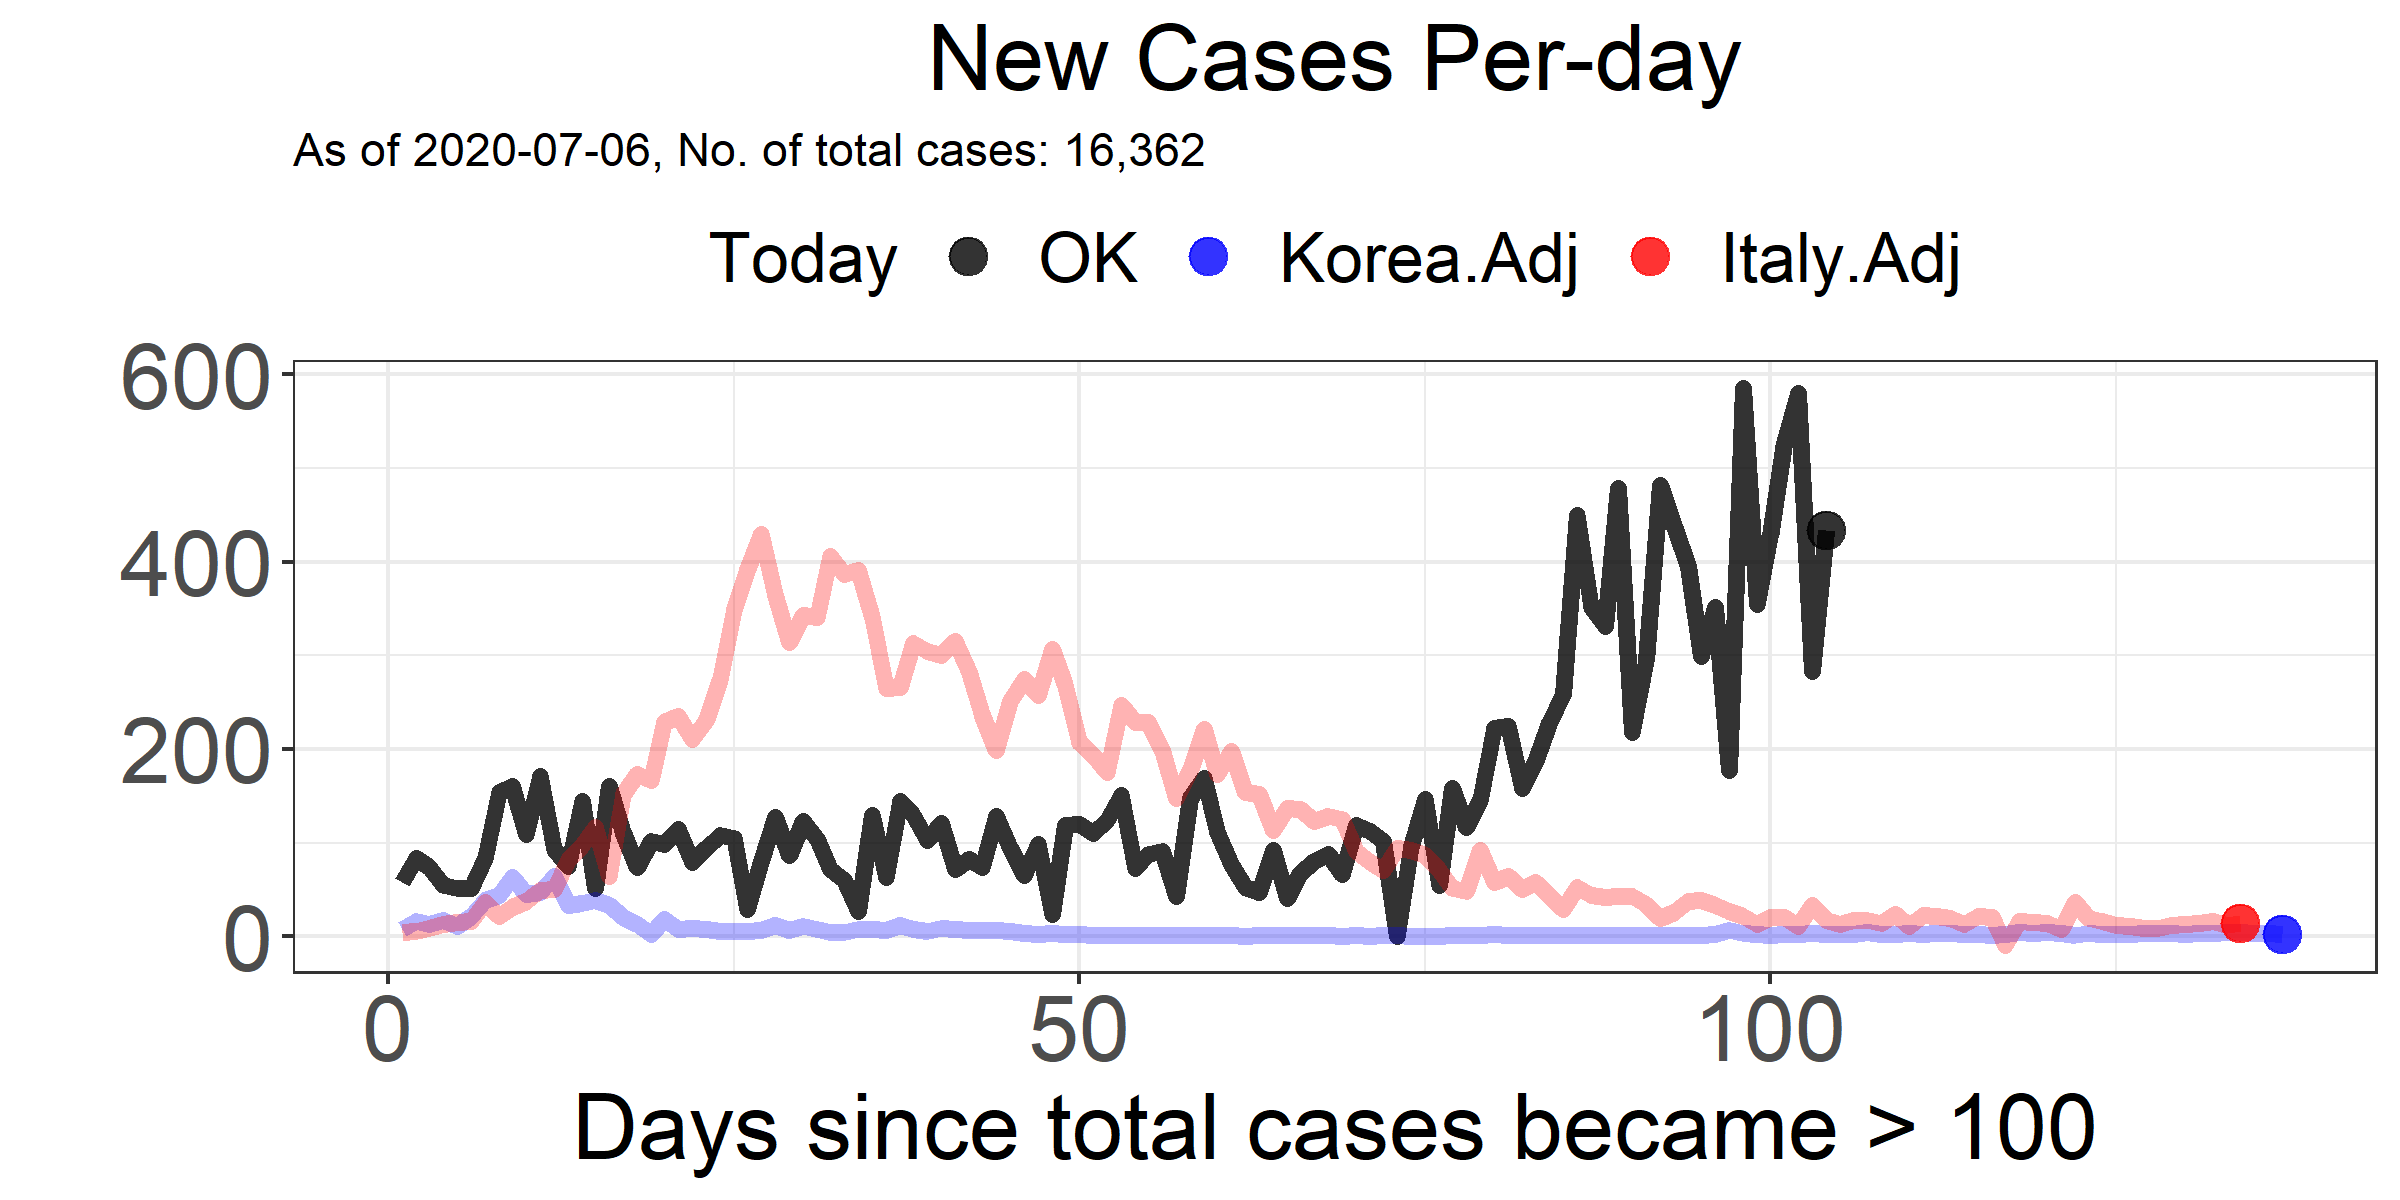 New Cases Per-day
As of 2020-07-06, No. of total cases: 16,362
Today OK Korea.Adj Italy.Adj
600
400
200
0
0 50 100
Days since total cases became > 100